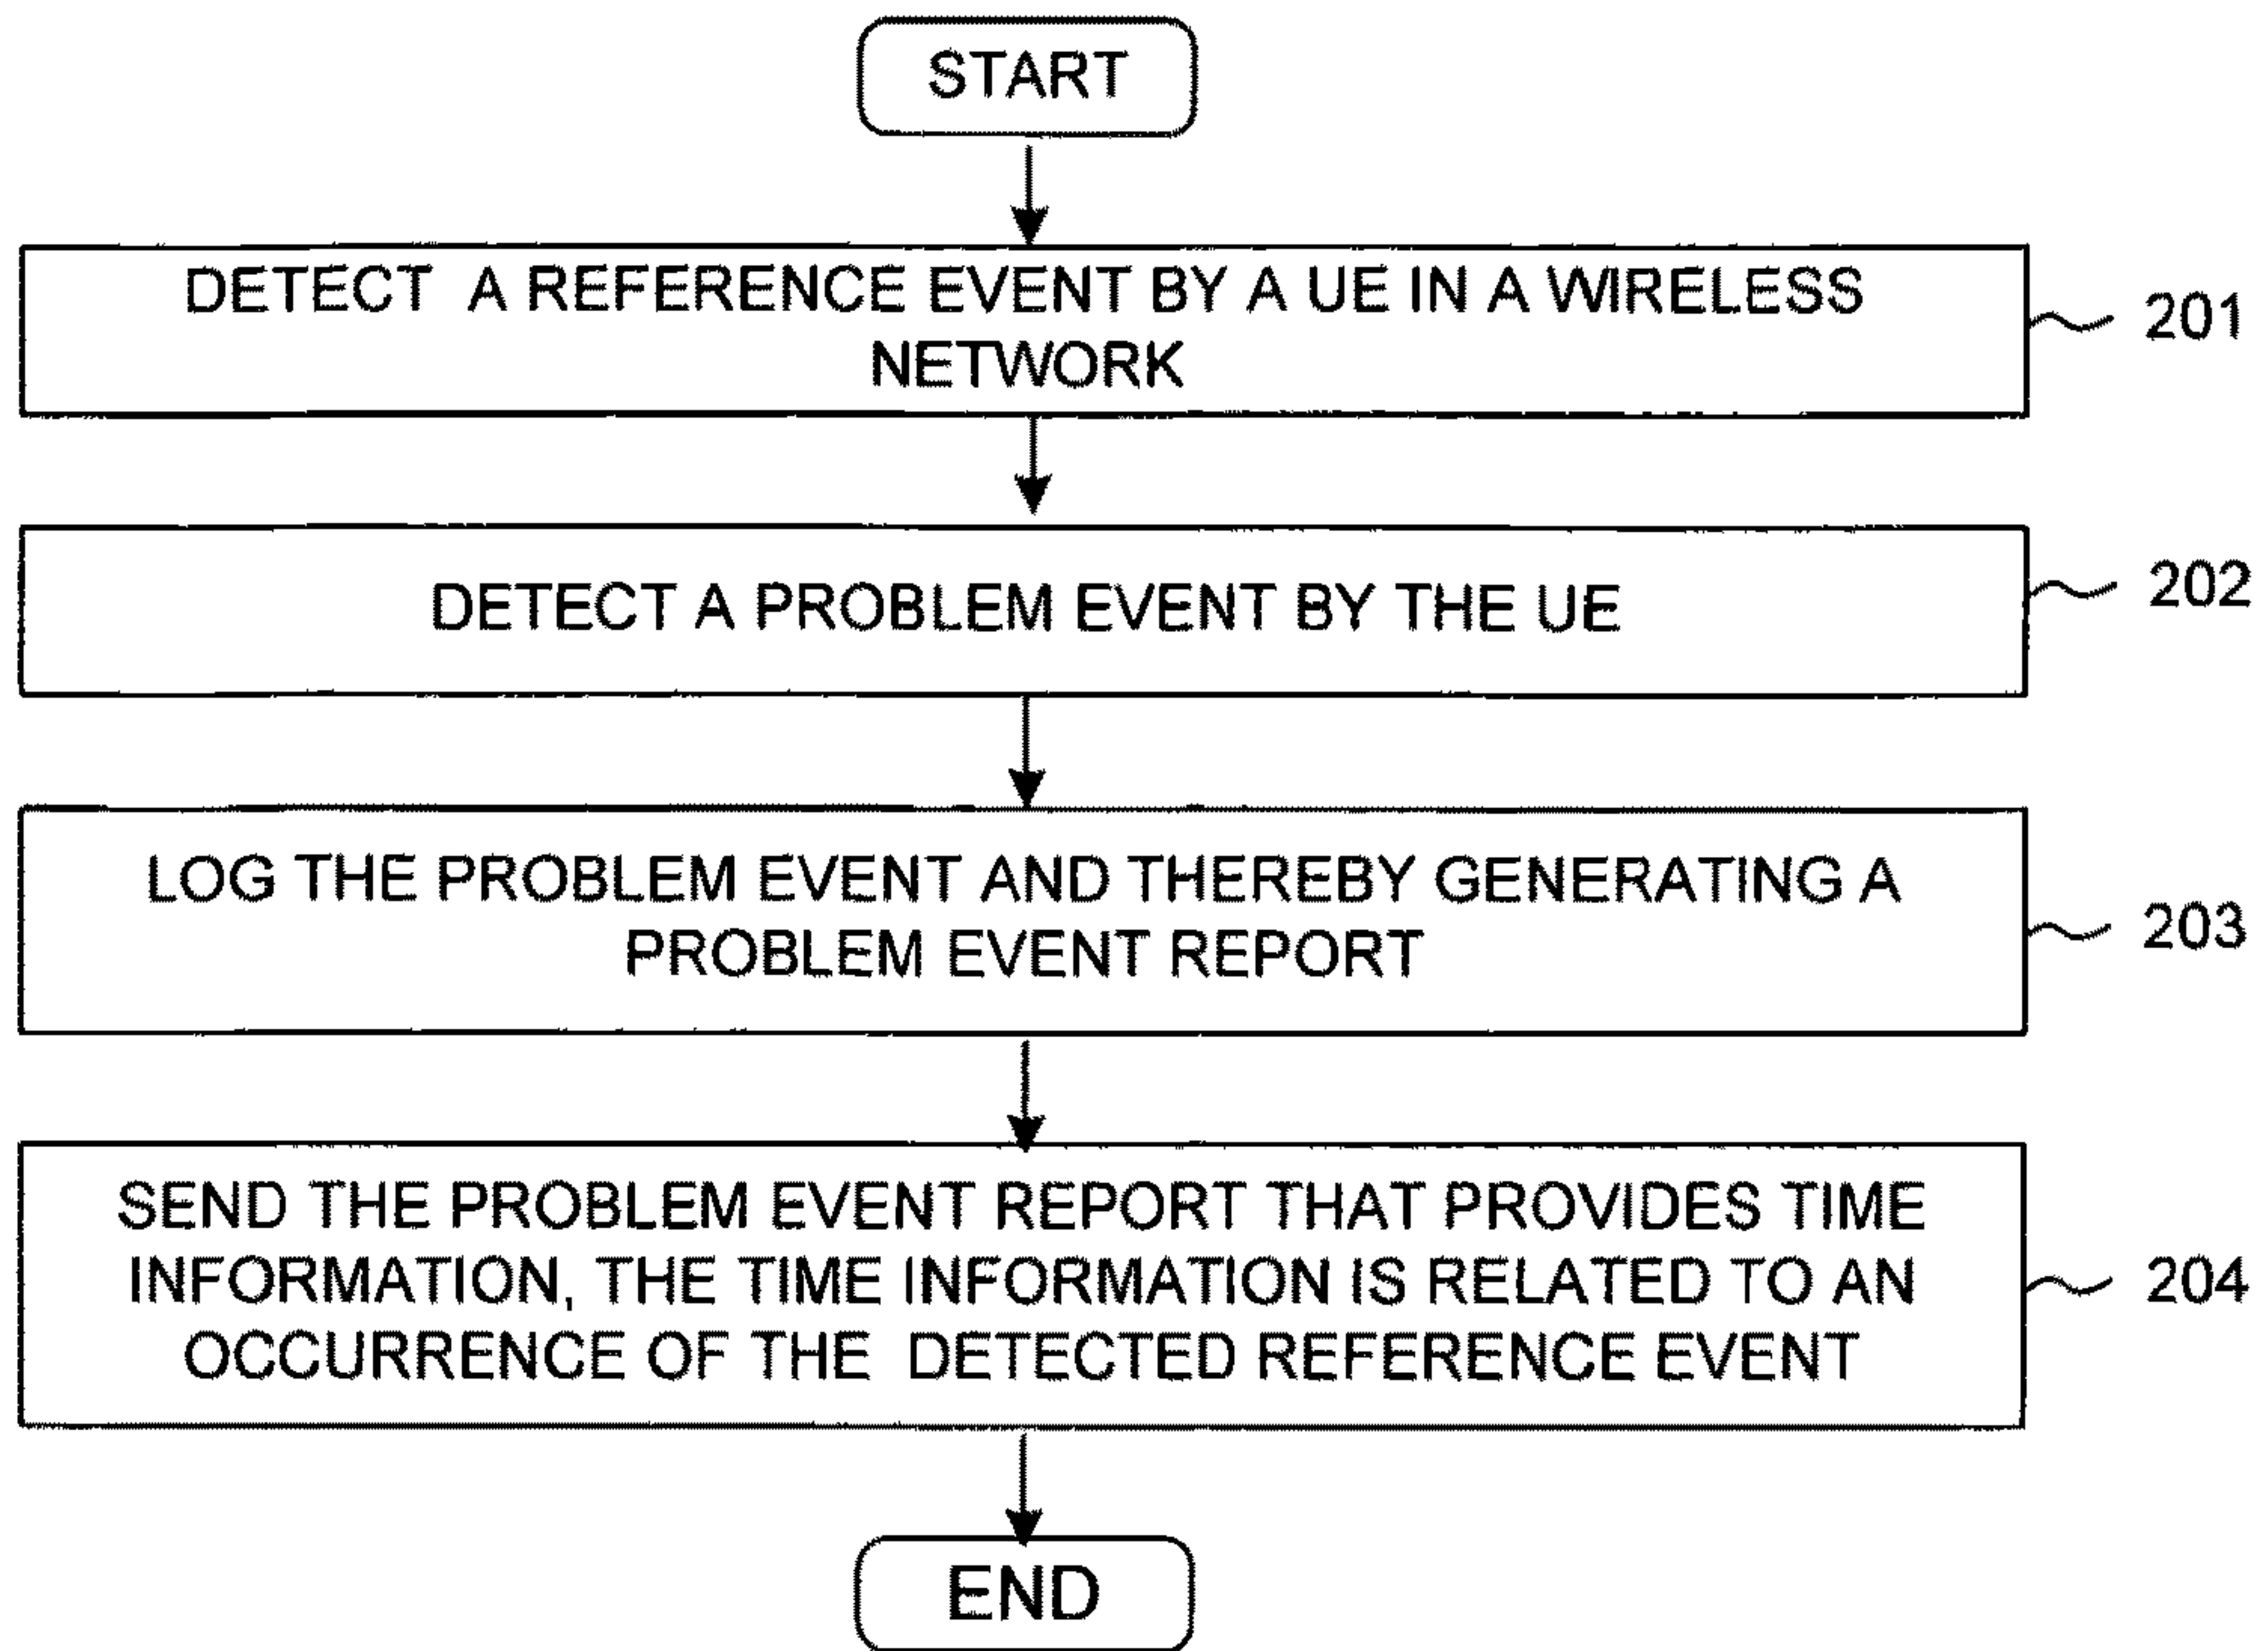 START
DETECT A REFERENCE EVENT BY A UE IN A WIRELESS
NETWORK
201
DETECT A PROBLEM EVENT BY THE UE
202
LOG THE PROBLEM EVENT AND THEREBY GENERATING A
PROBLEM EVENT REPORT
203
SEND THE PROBLEM EVENT REPORT THAT PROVIDES TIME
INFORMATION, THE TIME INFORMATION IS RELATED TO AN
OCCURRENCE OF THE DETECTED REFERENCE EVENT
204
END